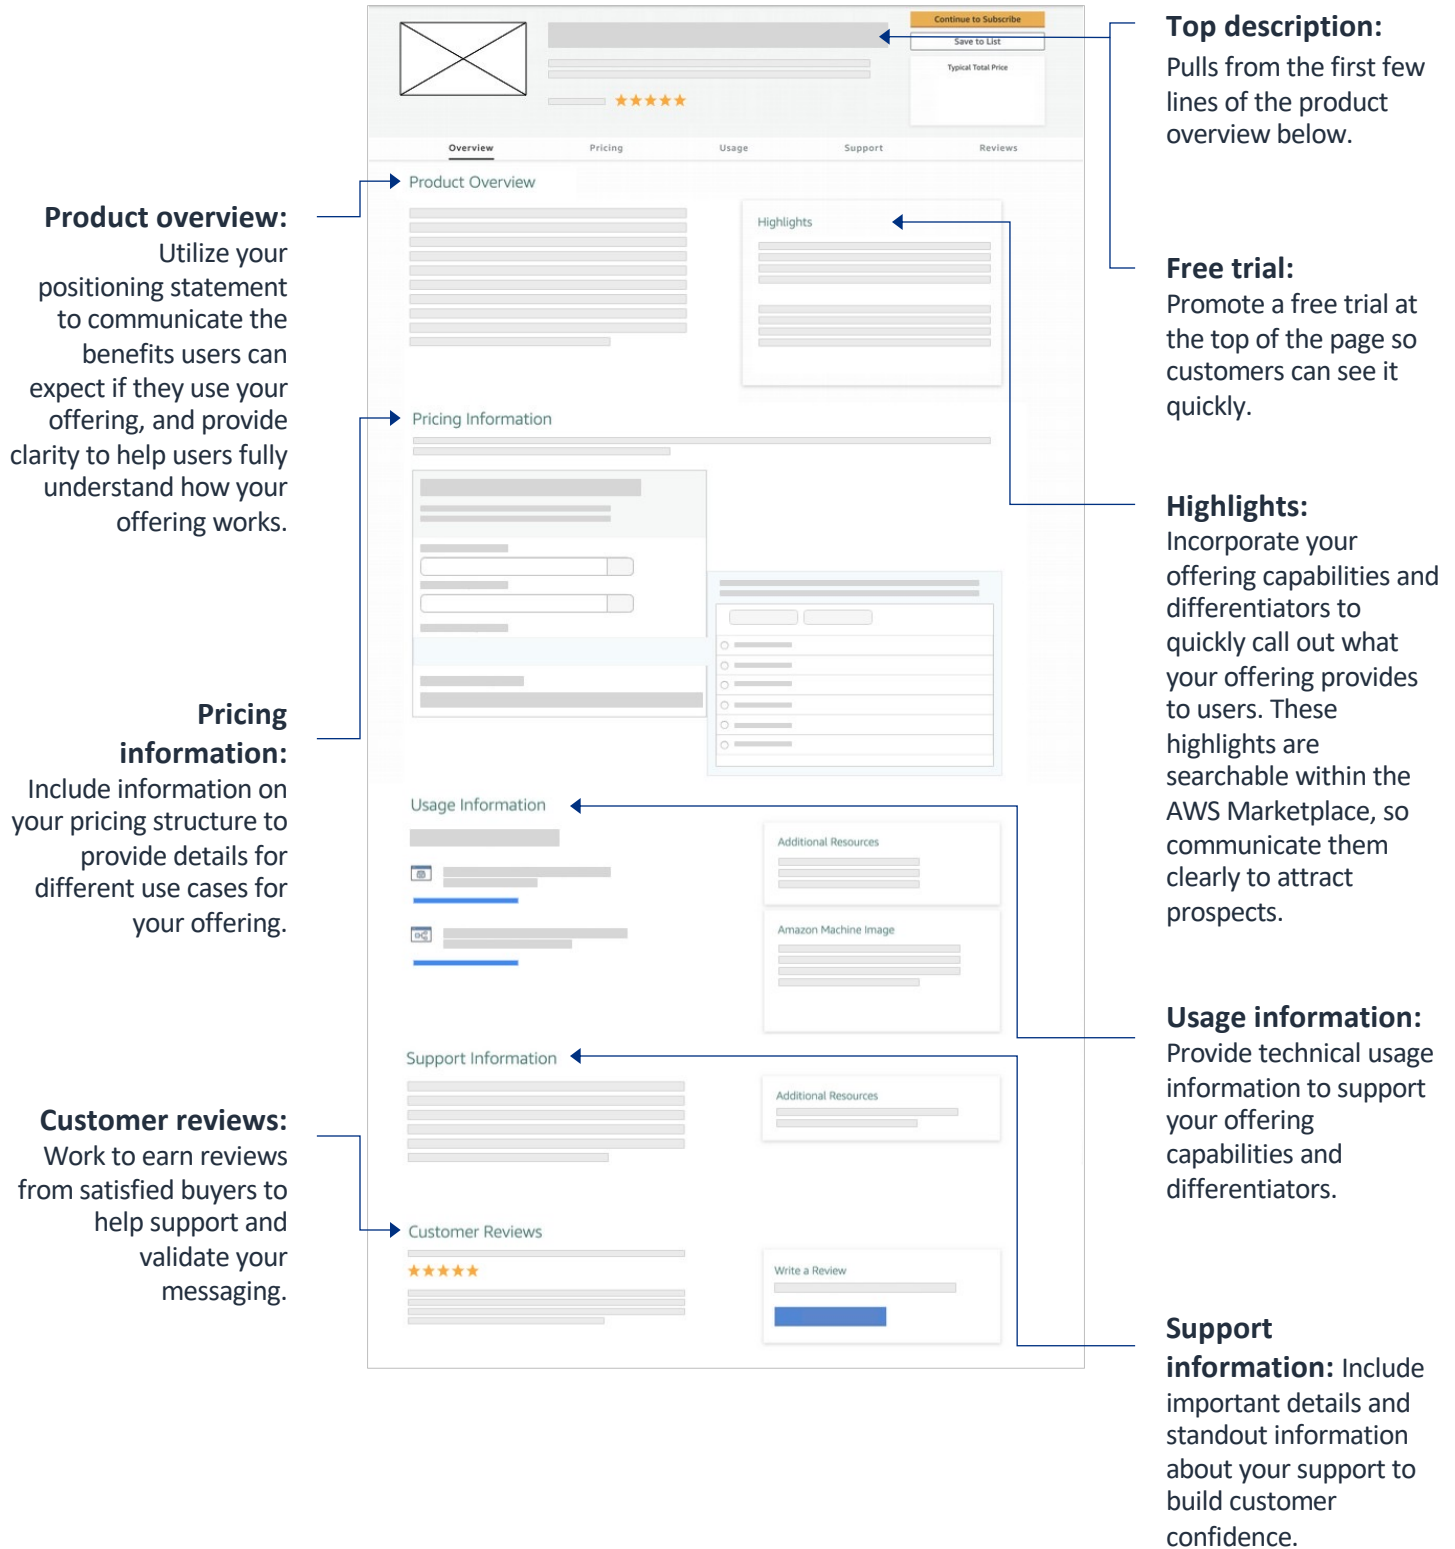 Continue to Subscribe
Save to List
Typical Total Price
Overview
Pricing
Usage
Support
Reviews
Product Overview
Highlights
Pricing Information
Usage Information
Additional Resources
Amazon Machine Image
Support Information
Additional Resources
Customer Reviews
Write a Review
Product overview:
Utilize your
positioning statement
to communicate the
benefits users can
expect if they use your
offering, and provide
clarity to help users fully
understand how your
offering works.
Pricing
information:
Include information on
your pricing structure to
provide details for
different use cases for
your offering.
Customer reviews:
Work to earn reviews
from satisfied buyers to
help support and
validate your
messaging.
Top description:
Pulls from the first few
lines of the product
overview below.
Free trial:
Promote a free trial at
the top of the page so
customers can see it
quickly.
Highlights:
Incorporate your
offering capabilities and
differentiators to
quickly call out what
your offering provides
to users. These
highlights are
searchable within the
AWS Marketplace, so
communicate them
clearly to attract
prospects.
Usage information:
Provide technical usage
information to support
your offering
capabilities and
differentiators.
Support
information: Include
important details and
standout information
about your support to
build customer
confidence.